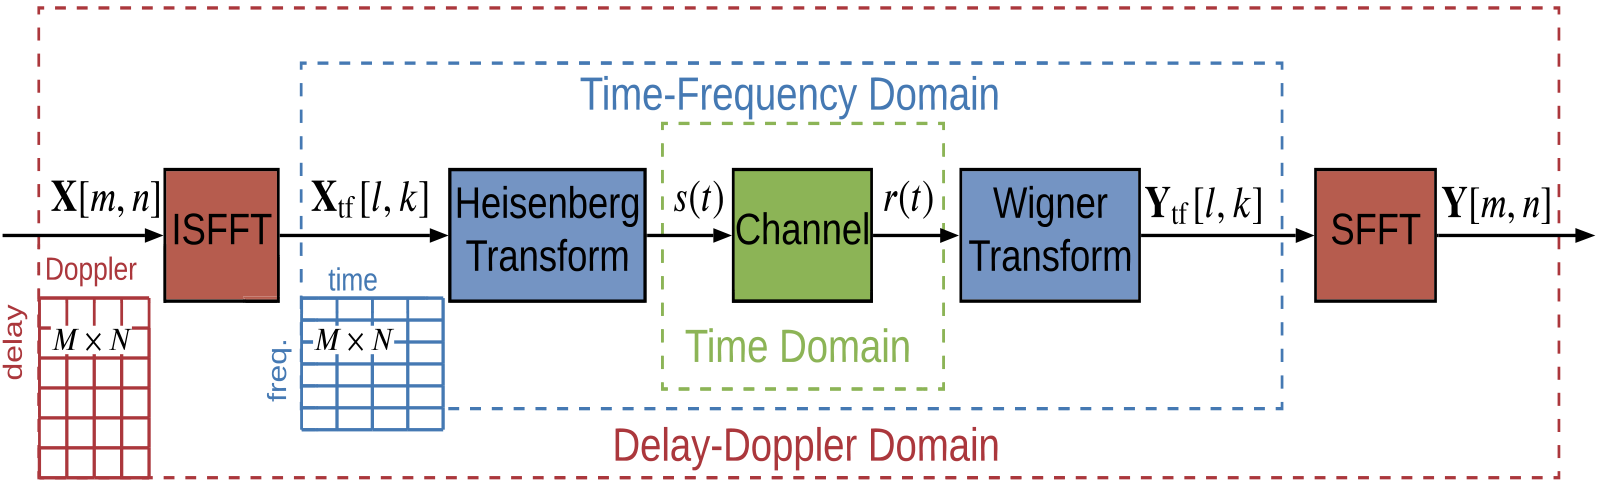 Time-Frequency Domain
X[m, n]
ISFFT
X_tf[l, k]
Heisenberg
Transform
s(t)
Channel
r(t)
Wigner
Transform
Y_tf[l, k]
SFFT
Y[m, n]
Doppler
delay
M × N
time
freq.
M × N
Time Domain
Delay-Doppler Domain